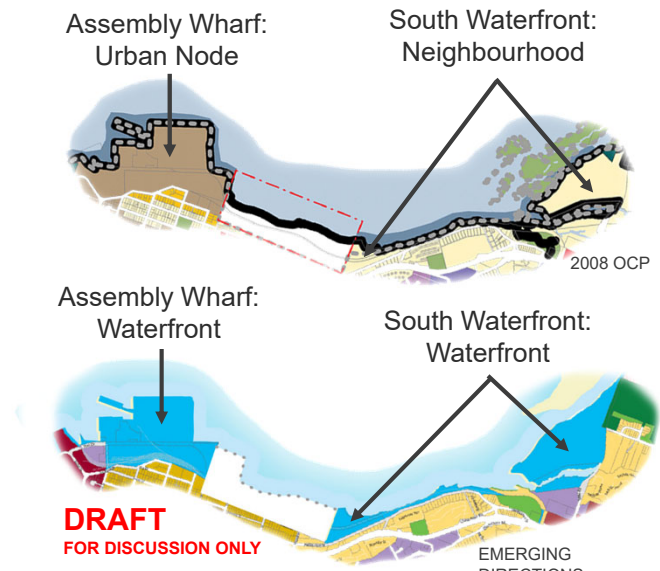 Assembly Wharf:
Urban Node
South Waterfront:
Neighbourhood
2008 OCP
Assembly Wharf:
Waterfront
South Waterfront:
Waterfront
DRAFT
FOR DISCUSSION ONLY
EMERGING
DIRECTIONS